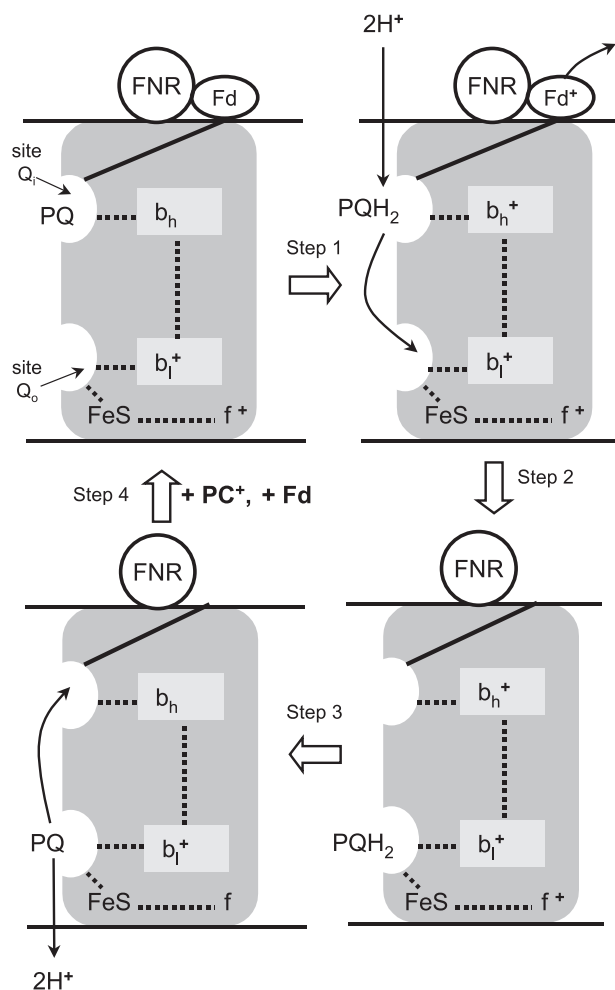 2H⁺
FNR Fd
FNR Fd⁺
site
Qᵢ
PQ bₕ
PQH₂ bₕ⁺
Step 1
site
Qₒ
bₗ⁺
bₗ⁺
FeS f⁺
FeS f⁺
Step 4 + PC⁺, + Fd
Step 2
FNR
FNR
bₕ
bₕ⁺
Step 3
PQ bₗ⁺
PQH₂ bₗ⁺
FeS f
FeS f⁺
2H⁺